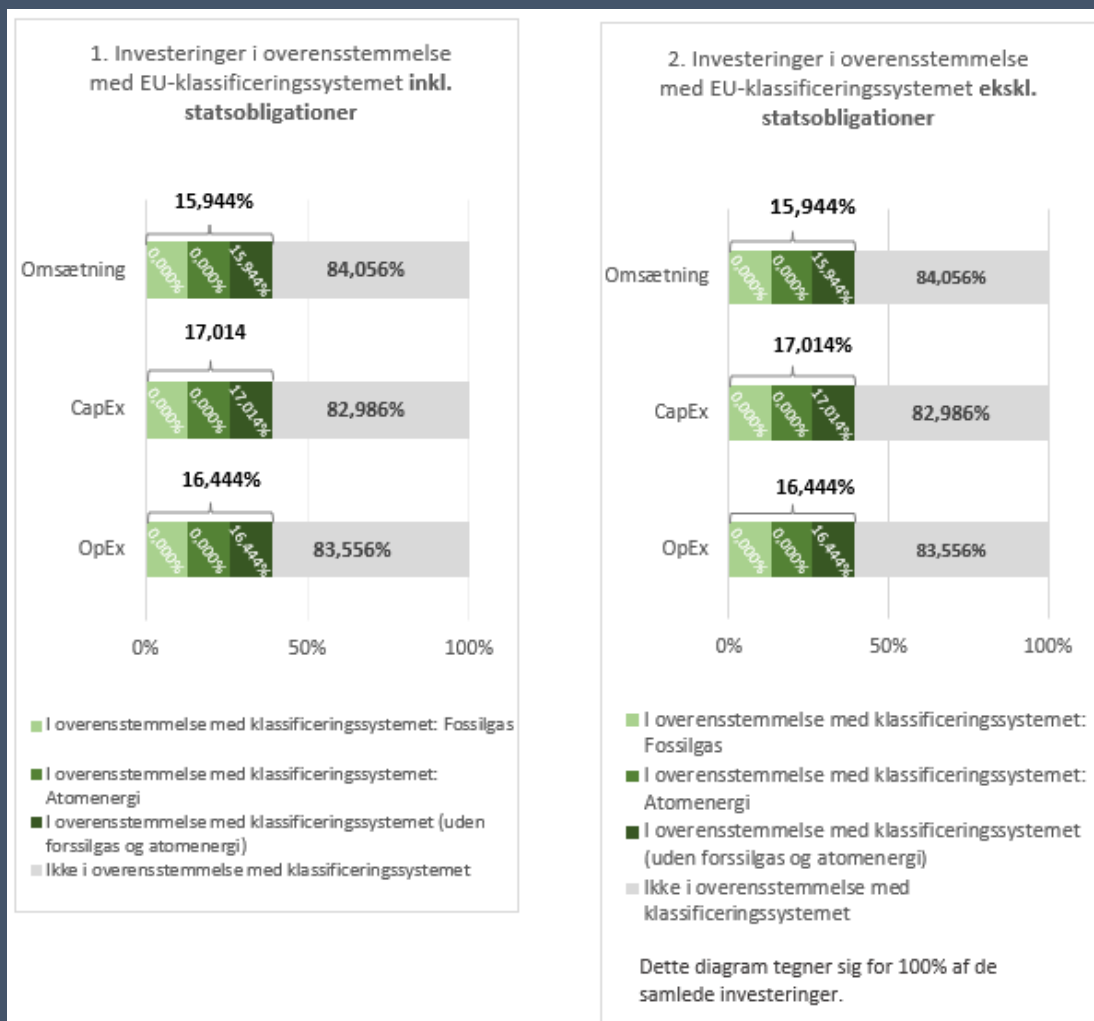 1. Investeringer i overensstemmelse
med EU-klassificeringssystemet inkl.
statsobligationer
15,944%
Omsætning
0,000%
0,000%
15,944%
84,056%
17,014
CapEx
0,000%
0,000%
17,014%
82,986%
16,444%
OpEx
0,000%
0,000%
16,444%
83,556%
0%
50%
100%
I overensstemmelse med klassificeringssystemet: Fossilgas
I overensstemmelse med klassificeringssystemet:
Atomenergi
I overensstemmelse med klassificeringssystemet (uden
forssilgas og atomenergi)
Ikke i overensstemmelse med klassificeringssystemet
2. Investeringer i overensstemmelse
med EU-klassificeringssystemet ekskl.
statsobligationer
15,944%
Omsætning
0,000%
0,000%
15,944%
84,056%
17,014%
CapEx
0,000%
0,000%
17,014%
82,986%
16,444%
OpEx
0,000%
0,000%
16,444%
83,556%
0%
50%
100%
I overensstemmelse med klassificeringssystemet:
Fossilgas
I overensstemmelse med klassificeringssystemet:
Atomenergi
I overensstemmelse med klassificeringssystemet
(uden forssilgas og atomenergi)
Ikke i overensstemmelse med
klassificeringssystemet
Dette diagram tegner sig for 100% af de
samlede investeringer.